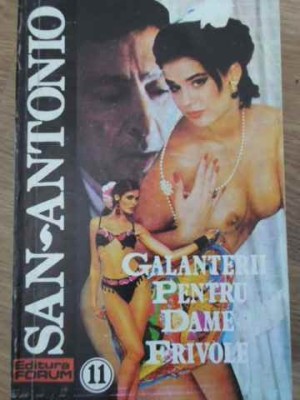 SAN-ANTONIO
GALANTERII
PENTRU
DAME
FRIVOLE
Editura
FORUM
11